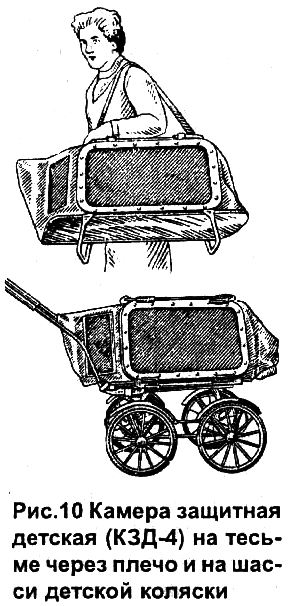 Рис.10 Камера защитная
детская (КЗД-4) на тесь-
ме через плечо и на шас-
си детской коляски